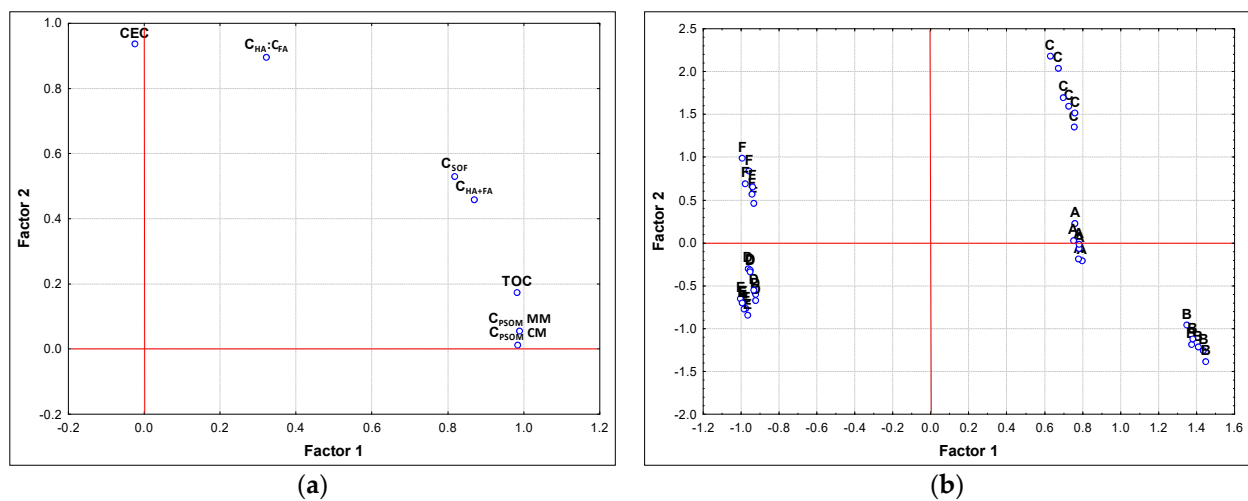 1.0
0.8
0.6
0.4
0.2
0.0
-0.2
-0.2 0.0 0.2 0.4 0.6 0.8 1.0 1.2
Factor 2
Factor 1
CEC
C_HA:C_FA
C_SOF
C_HA+FA
TOC
C_PSOM MM
C_PSOM CM
(a)
2.5
2.0
1.5
1.0
0.5
0.0
-0.5
-1.0
-1.5
-2.0
-1.2 -1.0 -0.8 -0.6 -0.4 -0.2 0.0 0.2 0.4 0.6 0.8 1.0 1.2 1.4 1.6
Factor 2
Factor 1
C
C
C
C
C
C
F
F
F
A
A
A
D
B
B
B
B
B
(b)